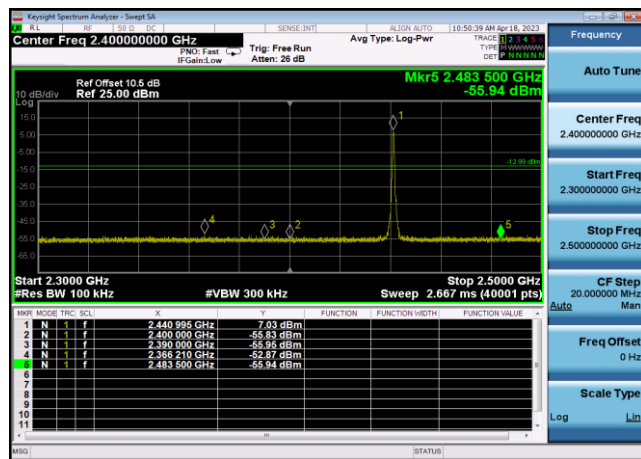 Keysight Spectrum Analyzer - Swept SA
RL RF 50 Ω DC SENSE:INT ALIGN AUTO 10:50:39 AM Apr 18, 2023
Center Freq 2.400000000 GHz
PNO: Fast
IFGain:Low
Trig: Free Run
Atten: 26 dB
Avg Type: Log-Pwr
TRACE 1 2 3 4 5 6
TYPE MWWWWW
DET P N N N N N
Ref Offset 10.5 dB
Ref 25.00 dBm
10 dB/div
Log
Mkr5 2.483 500 GHz
-55.94 dBm
15.0
5.00
-5.00
-15.0
-25.0
-35.0
-45.0
-55.0
-65.0
-12.99 dBm
1
4
3
2
5
Start 2.3000 GHz
#Res BW 100 kHz
#VBW 300 kHz
Stop 2.5000 GHz
Sweep 2.667 ms (40001 pts)
MKR MODE TRC SCL X Y FUNCTION FUNCTION WIDTH FUNCTION VALUE
1 N 1 f 2.440 995 GHz 7.03 dBm
2 N 1 f 2.400 000 GHz -55.83 dBm
3 N 1 f 2.390 000 GHz -55.95 dBm
4 N 1 f 2.366 210 GHz -52.87 dBm
5 N 1 f 2.483 500 GHz -55.94 dBm
6
7
8
9
10
11
MSG
STATUS
Frequency
Auto Tune
Center Freq
2.400000000 GHz
Start Freq
2.300000000 GHz
Stop Freq
2.500000000 GHz
CF Step
20.000000 MHz
Auto Man
Freq Offset
0 Hz
Scale Type
Log Lin